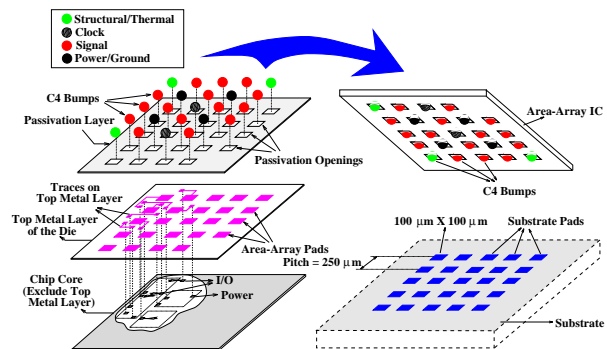 Structural/Thermal
Clock
Signal
Power/Ground
C4 Bumps
Passivation Layer
Passivation Openings
Area-Array IC
C4 Bumps
Traces on
Top Metal Layer
Top Metal Layer
of the Die
Area-Array Pads
100 μm X 100 μm
Substrate Pads
Pitch = 250 μm
Chip Core
(Exclude Top
Metal Layer)
I/O
Power
Substrate